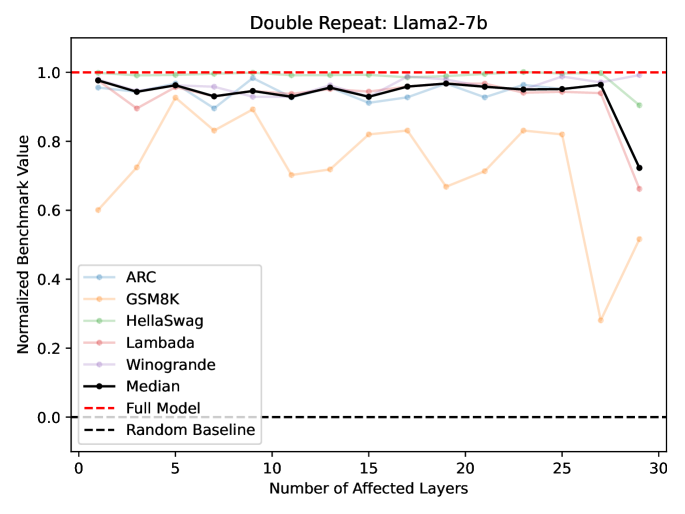 Double Repeat: Llama2-7b
Normalized Benchmark Value
1.0
0.8
0.6
0.4
0.2
0.0
ARC
GSM8K
HellaSwag
Lambada
Winogrande
Median
Full Model
Random Baseline
0 5 10 15 20 25 30
Number of Affected Layers